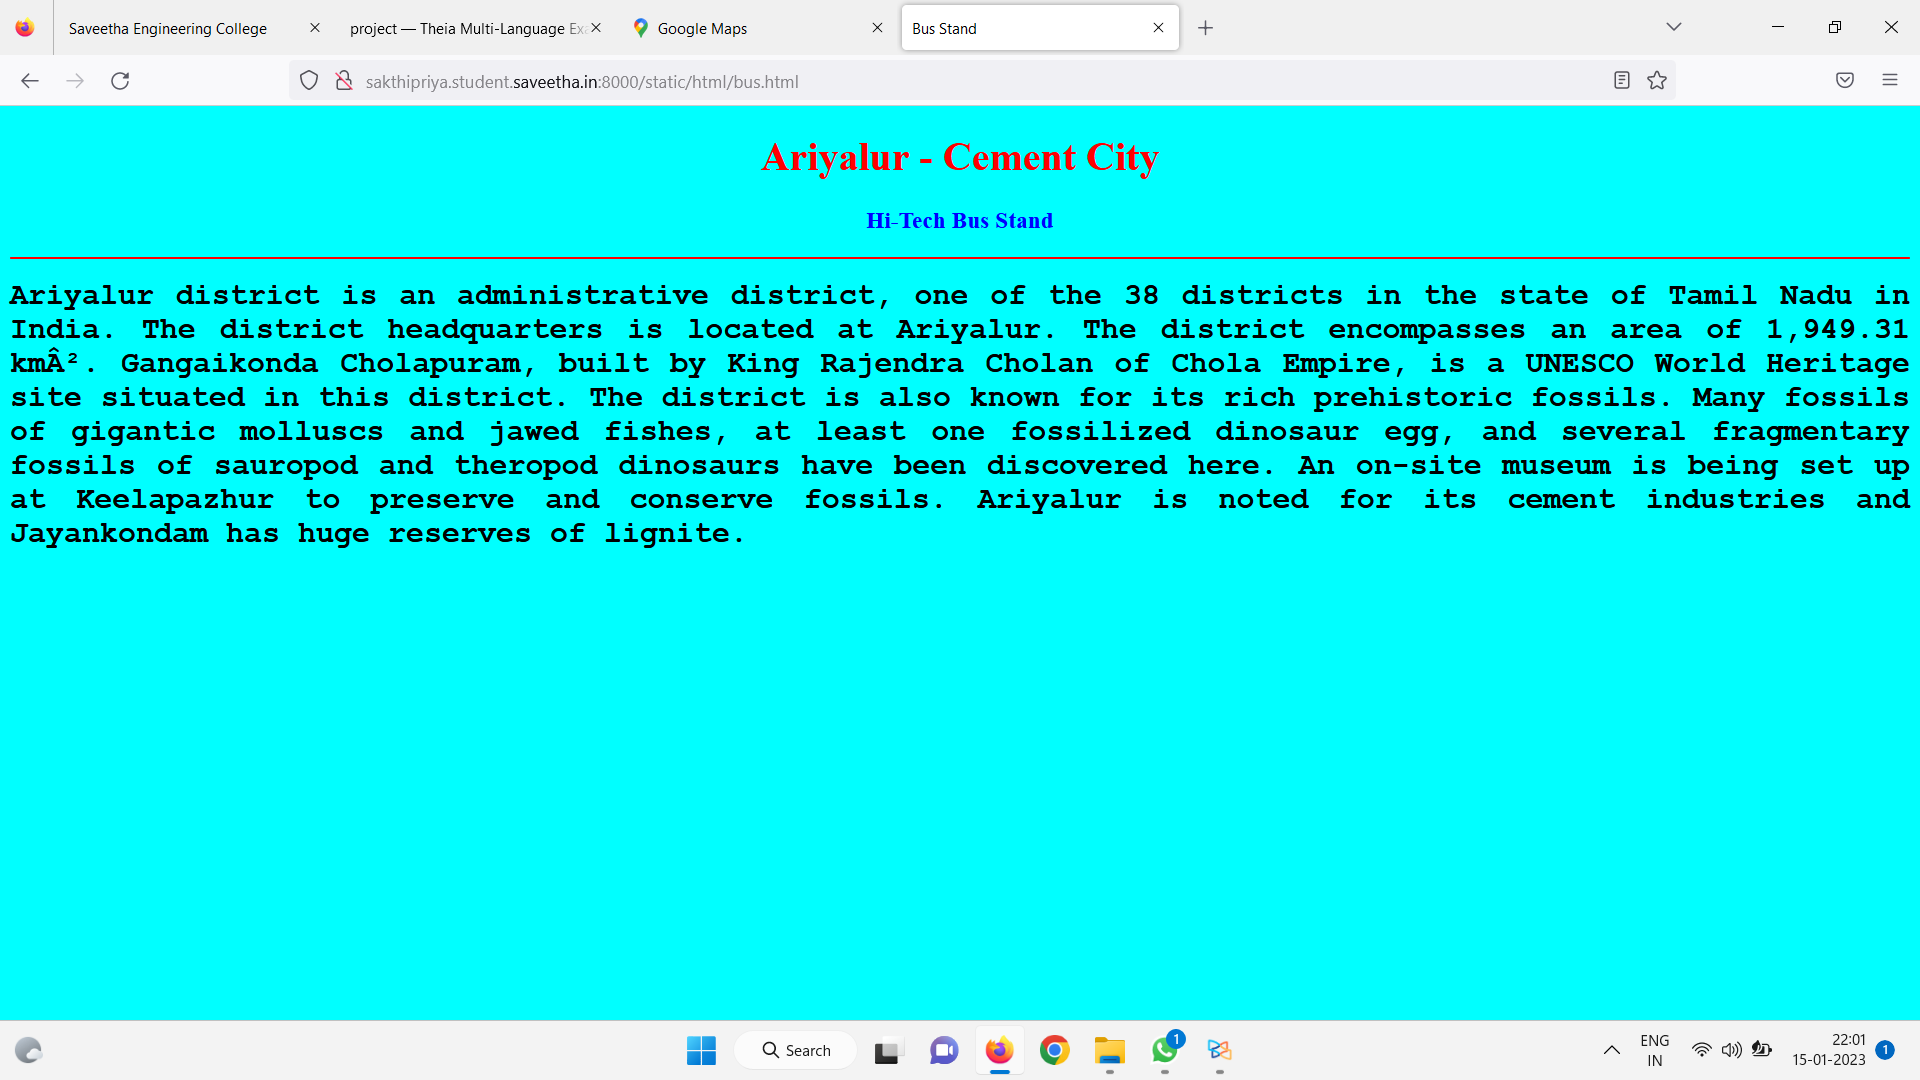 Saveetha Engineering College
project — Theia Multi-Language Exa
Google Maps
Bus Stand
sakthipriya.student.saveetha.in:8000/static/html/bus.html
Ariyalur - Cement City
Hi-Tech Bus Stand
Ariyalur district is an administrative district, one of the 38 districts in the state of Tamil Nadu in
India. The district headquarters is located at Ariyalur. The district encompasses an area of 1,949.31
kmÂ². Gangaikonda Cholapuram, built by King Rajendra Cholan of Chola Empire, is a UNESCO World Heritage
site situated in this district. The district is also known for its rich prehistoric fossils. Many fossils
of gigantic molluscs and jawed fishes, at least one fossilized dinosaur egg, and several fragmentary
fossils of sauropod and theropod dinosaurs have been discovered here. An on-site museum is being set up
at Keelapazhur to preserve and conserve fossils. Ariyalur is noted for its cement industries and
Jayankondam has huge reserves of lignite.
Search
1
ENG
IN
22:01
15-01-2023
1